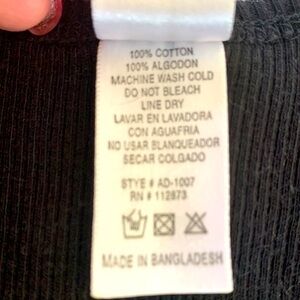 100% COTTON
100% ALGODON
MACHINE WASH COLD
DO NOT BLEACH
LINE DRY
LAVAR EN LAVADORA
CON AGUAFRIA
NO USAR BLANQUEADOR
SECAR COLGADO
STYE # AD-1007
RN # 112873
MADE IN BANGLADESH